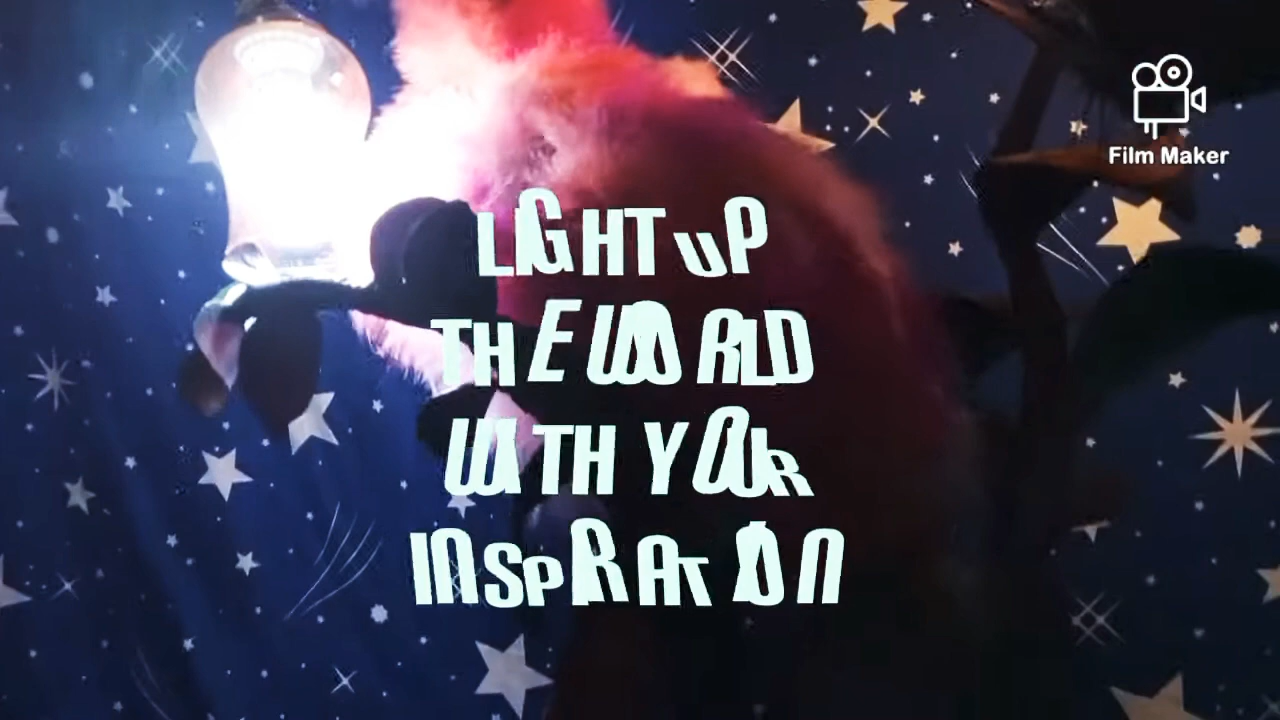 Film Maker
LIGHT UP
THE WORLD
WITH YOUR
INSPIRATION